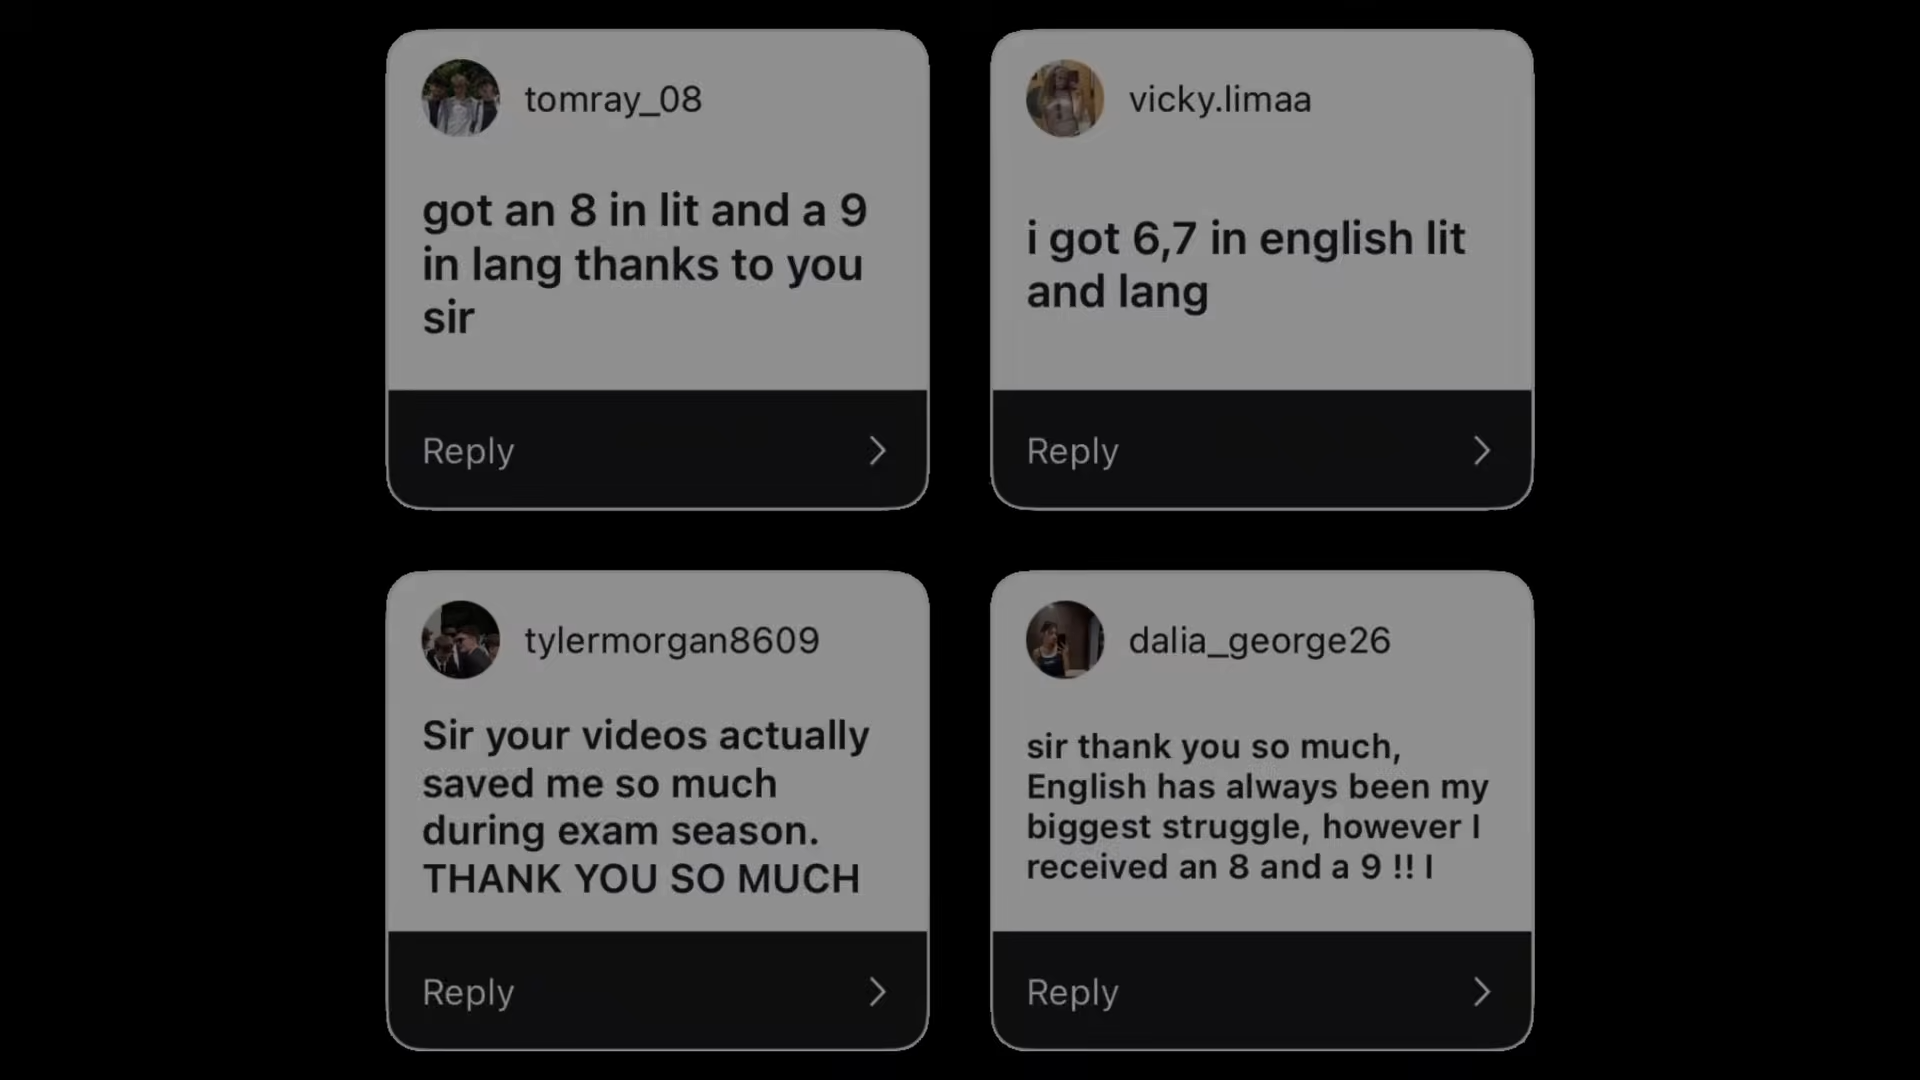 tomray_08
got an 8 in lit and a 9
in lang thanks to you
sir
Reply
vicky.limaa
i got 6,7 in english lit
and lang
Reply
tylermorgan8609
Sir your videos actually
saved me so much
during exam season.
THANK YOU SO MUCH
Reply
dalia_george26
sir thank you so much,
English has always been my
biggest struggle, however I
received an 8 and a 9 !! I
Reply